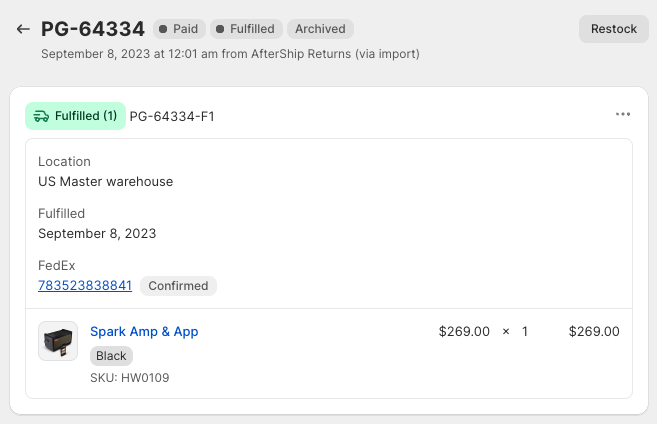 PG-64334 Paid Fulfilled Archived Restock
September 8, 2023 at 12:01 am from AfterShip Returns (via import)
Fulfilled (1) PG-64334-F1
Location
US Master warehouse
Fulfilled
September 8, 2023
FedEx
783523838841 Confirmed
Spark Amp & App $269.00 × 1 $269.00
Black
SKU: HW0109